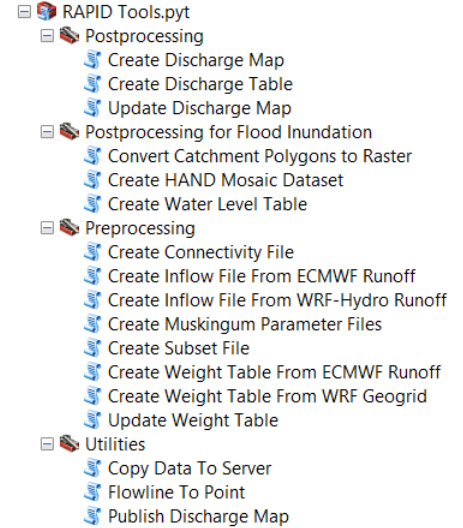 RAPID Tools.pyt
Postprocessing
Create Discharge Map
Create Discharge Table
Update Discharge Map
Postprocessing for Flood Inundation
Convert Catchment Polygons to Raster
Create HAND Mosaic Dataset
Create Water Level Table
Preprocessing
Create Connectivity File
Create Inflow File From ECMWF Runoff
Create Inflow File From WRF-Hydro Runoff
Create Muskingum Parameter Files
Create Subset File
Create Weight Table From ECMWF Runoff
Create Weight Table From WRF Geogrid
Update Weight Table
Utilities
Copy Data To Server
Flowline To Point
Publish Discharge Map